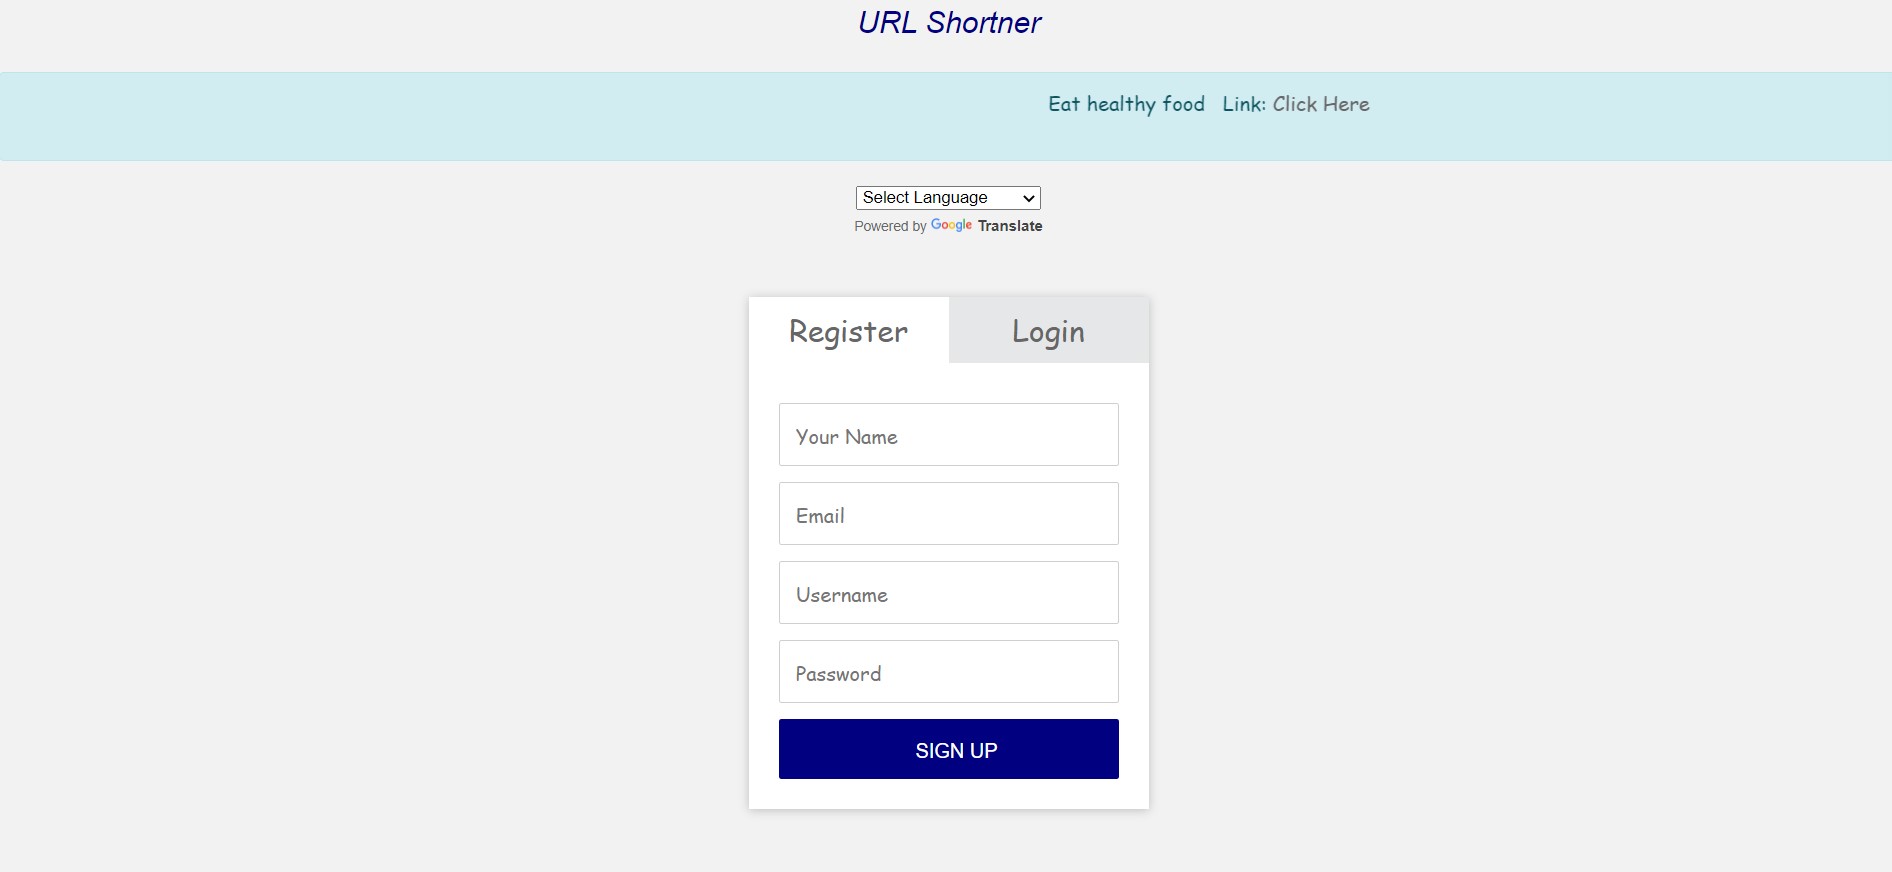 URL Shortner
Eat healthy food Link: Click Here
Select Language
Powered by Google Translate
Register Login
Your Name
Email
Username
Password
SIGN UP